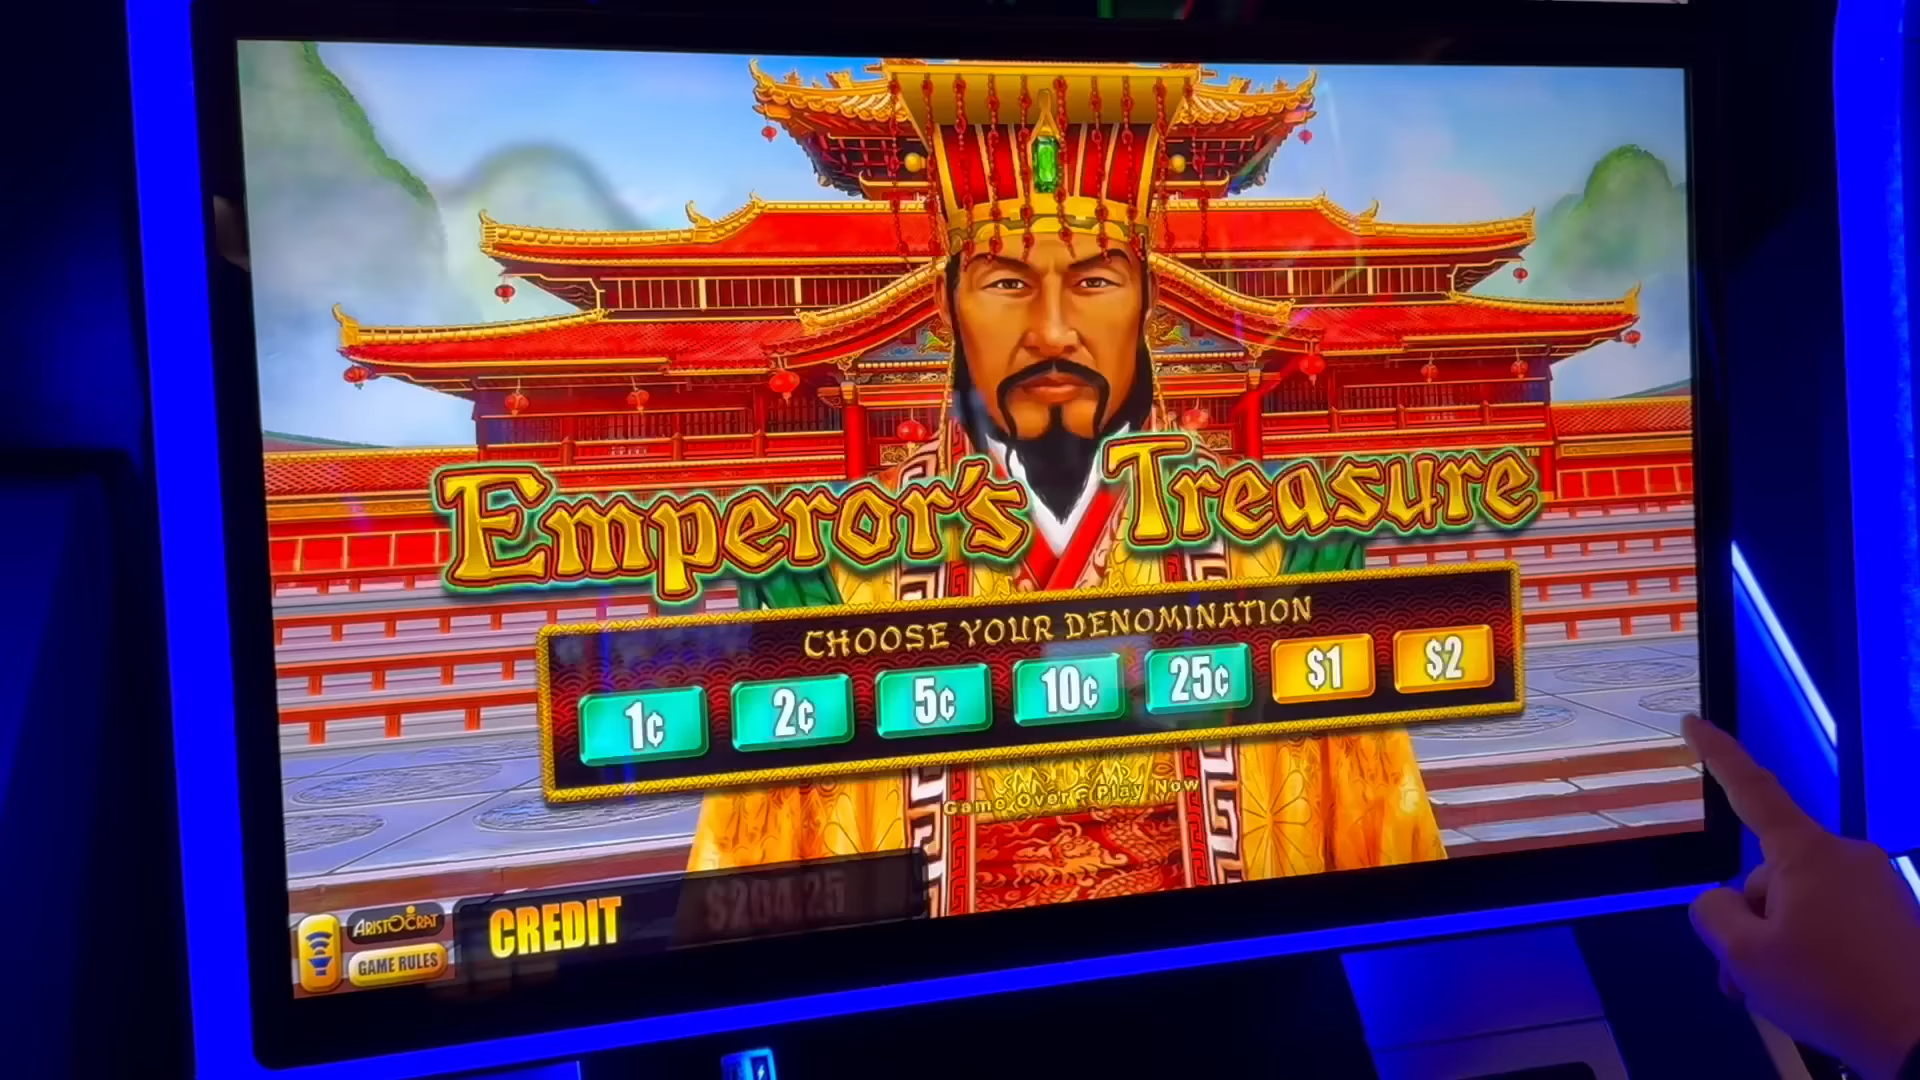 Emperor's Treasure™
CHOOSE YOUR DENOMINATION
1¢ 2¢ 5¢ 10¢ 25¢ $1 $2
Game Over Play Now
ARISTOCRAT
GAME RULES
CREDIT